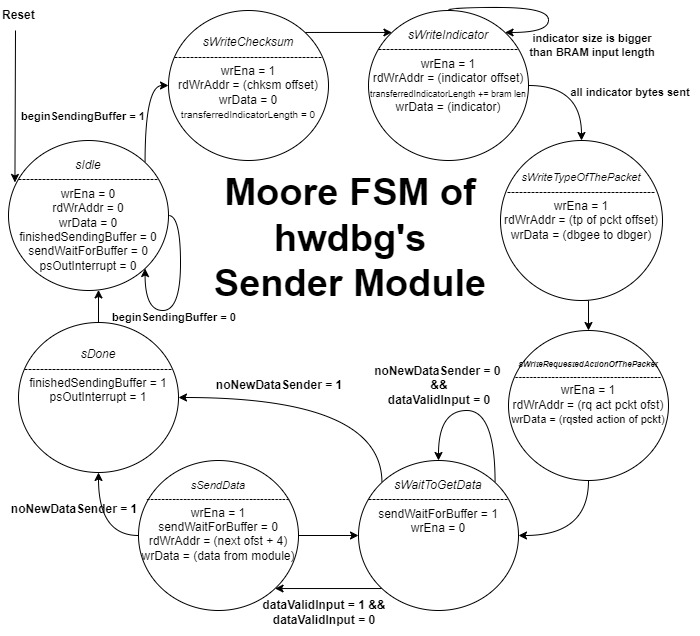 Reset
sWriteChecksum
wrEna = 1
rdWrAddr = (chksm offset)
wrData = 0
transferredIndicatorLength = 0
sWriteIndicator
wrEna = 1
rdWrAddr = (indicator offset)
transferredIndicatorLength += bram len
wrData = (indicator)
indicator size is bigger
than BRAM input length
all indicator bytes sent
beginSendingBuffer = 1
sIdle
wrEna = 0
rdWrAddr = 0
wrData = 0
finishedSendingBuffer = 0
sendWaitForBuffer = 0
psOutInterrupt = 0
beginSendingBuffer = 0
Moore FSM of
hwdbg's
Sender Module
sWriteTypeOfThePacket
wrEna = 1
rdWrAddr = (tp of pckt offset)
wrData = (dbgee to dbger)
sWriteRequestedActionOfThePacket
wrEna = 1
rdWrAddr = (rq act pckt ofst)
wrData = (rqsted action of pckt)
sDone
finishedSendingBuffer = 1
psOutInterrupt = 1
noNewDataSender = 1
noNewDataSender = 0
&&
dataValidInput = 0
sWaitToGetData
sendWaitForBuffer = 1
wrEna = 0
sSendData
wrEna = 1
sendWaitForBuffer = 0
rdWrAddr = (next ofst + 4)
wrData = (data from module)
noNewDataSender = 1
dataValidInput = 1 &&
dataValidInput = 0